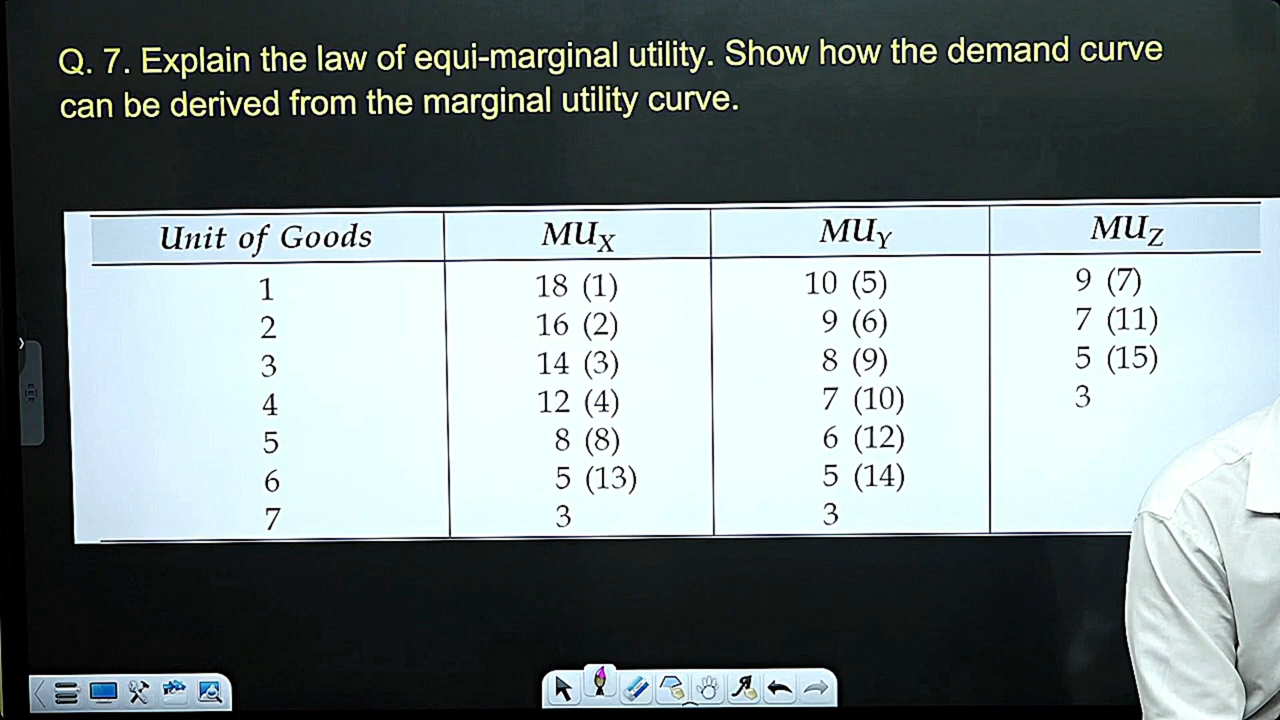 Q. 7. Explain the law of equi-marginal utility. Show how the demand curve
can be derived from the marginal utility curve.
Unit of Goods MUX MUY MUZ
1 18 (1) 10 (5) 9 (7)
2 16 (2) 9 (6) 7 (11)
3 14 (3) 8 (9) 5 (15)
4 12 (4) 7 (10) 3
5 8 (8) 6 (12)
6 5 (13) 5 (14)
7 3 3